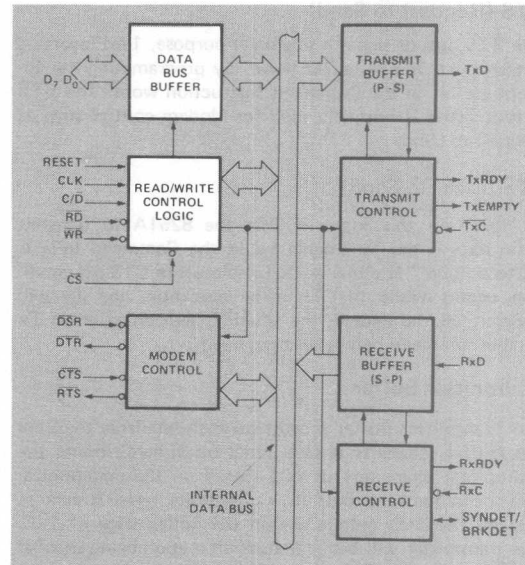 DATA
BUS
BUFFER
D7 D0
RESET
CLK
C/D
RD
WR
CS
READ/WRITE
CONTROL
LOGIC
DSR
DTR
CTS
RTS
MODEM
CONTROL
INTERNAL
DATA BUS
TRANSMIT
BUFFER
(P - S)
TxD
TRANSMIT
CONTROL
TxRDY
TxEMPTY
TxC
RECEIVE
BUFFER
(S - P)
RxD
RECEIVE
CONTROL
RxRDY
RxC
SYNDET/
BRKDET